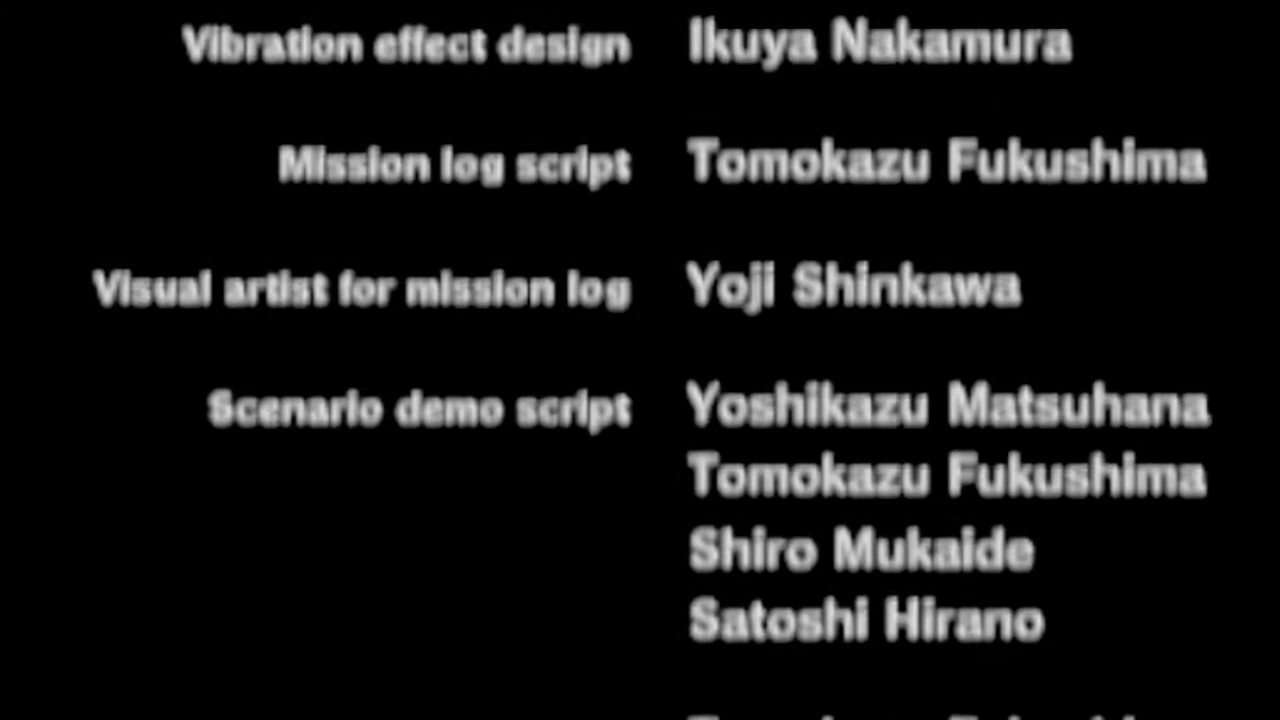 Vibration effect design Ikuya Nakamura
Mission log script Tomokazu Fukushima
Visual artist for mission log Yoji Shinkawa
Scenario demo script Yoshikazu Matsuhana
Tomokazu Fukushima
Shiro Mukaide
Satoshi Hirano